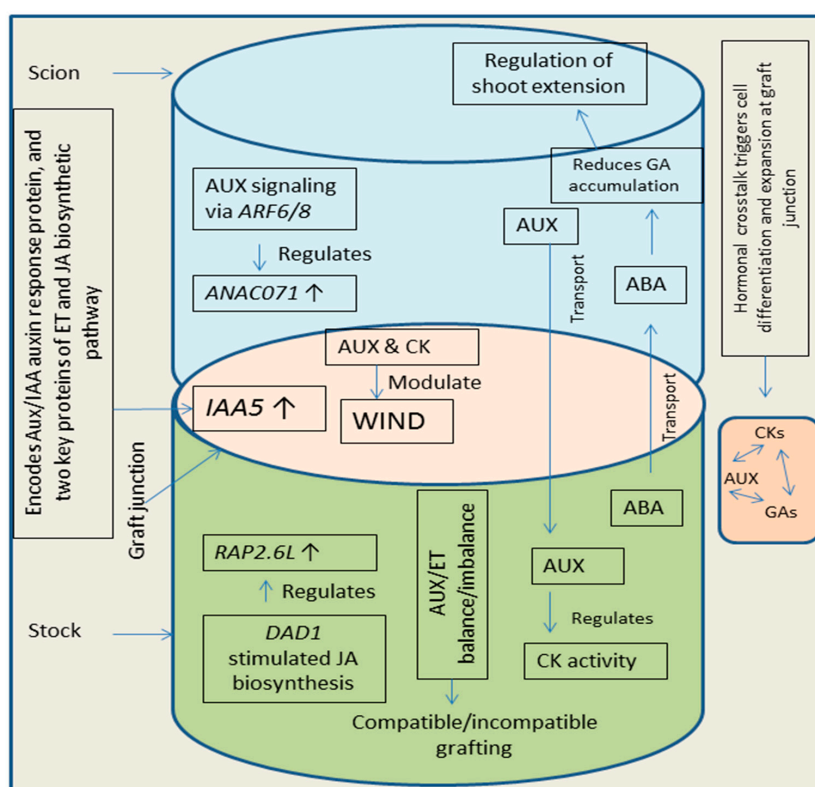 Scion
Encodes Aux/IAA auxin response protein, and
two key proteins of ET and JA biosynthetic
pathway
Graft junction
Stock
Regulation of
shoot extension
Reduces GA
accumulation
AUX signaling
via ARF6/8
Regulates
ANAC071 ↑
AUX
Transport
ABA
Transport
AUX & CK
Modulate
IAA5 ↑
WIND
ABA
RAP2.6L ↑
Regulates
DAD1
stimulated JA
biosynthesis
AUX/ET
balance/imbalance
Compatible/incompatible
grafting
AUX
Regulates
CK activity
Hormonal crosstalk triggers cell
differentiation and expansion at graft
junction
CKs
AUX
GAs